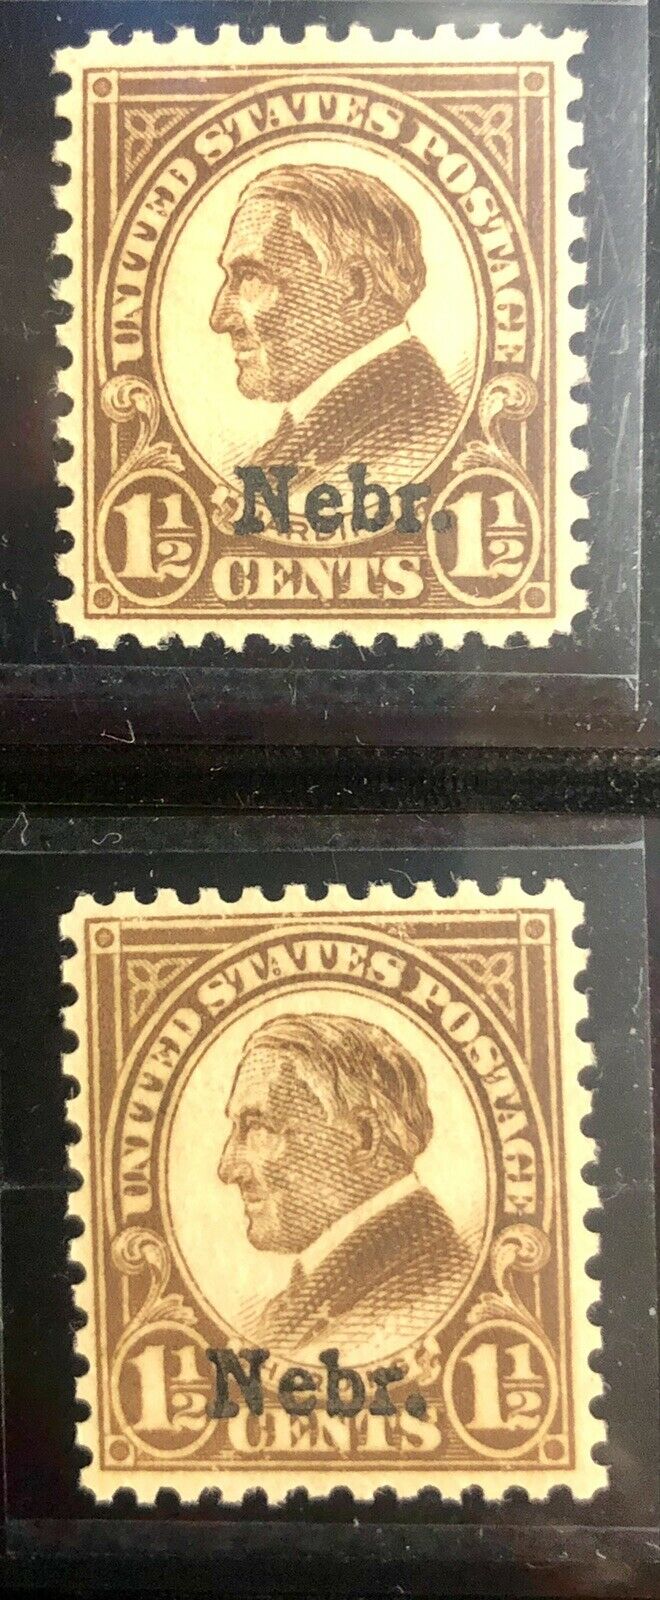 UNITED STATES POSTAGE
Nebr.
1½ CENTS 1½
UNITED STATES POSTAGE
Nebr.
1½ CENTS 1½